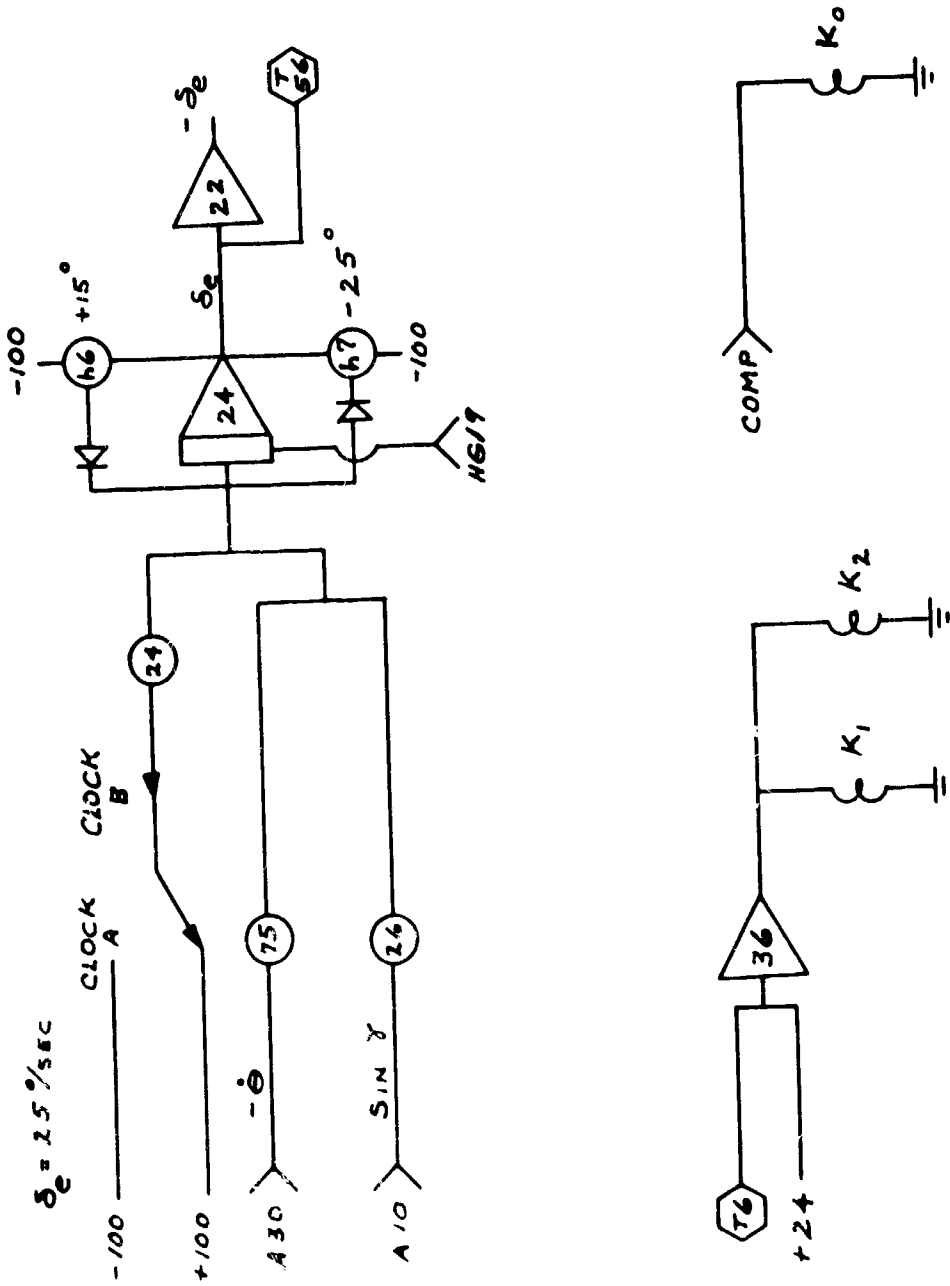 δe = 25°/SEC
-100
CLOCK
A
CLOCK
B
+100
24
A30
-θ̇
75
A10
SIN γ
26
-100
h6
+15°
24
δe
22
-δe
T
56
h7
-25°
-100
HG19
T6
+24
36
K1
K2
COMP
K0